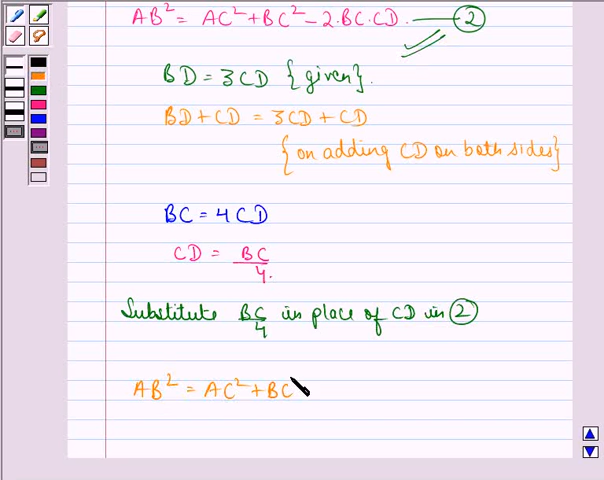 AB² = AC² + BC² - 2·BC·CD. — 2
BD = 3CD {given}.
BD + CD = 3CD + CD
{on adding CD on both sides}
BC = 4CD
CD = BC/4.
Substitute BC/4 in place of CD in 2
AB² = AC² + BC